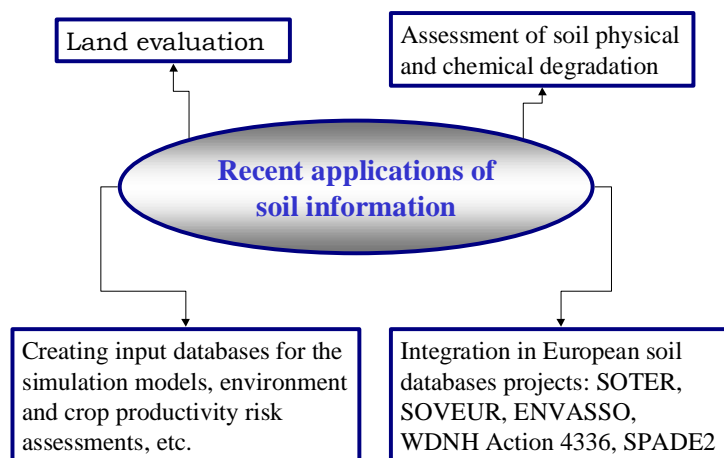 Land evaluation
Assessment of soil physical
and chemical degradation
Recent applications of
soil information
Creating input databases for the
simulation models, environment
and crop productivity risk
assessments, etc.
Integration in European soil
databases projects: SOTER,
SOVEUR, ENVASSO,
WDNH Action 4336, SPADE2